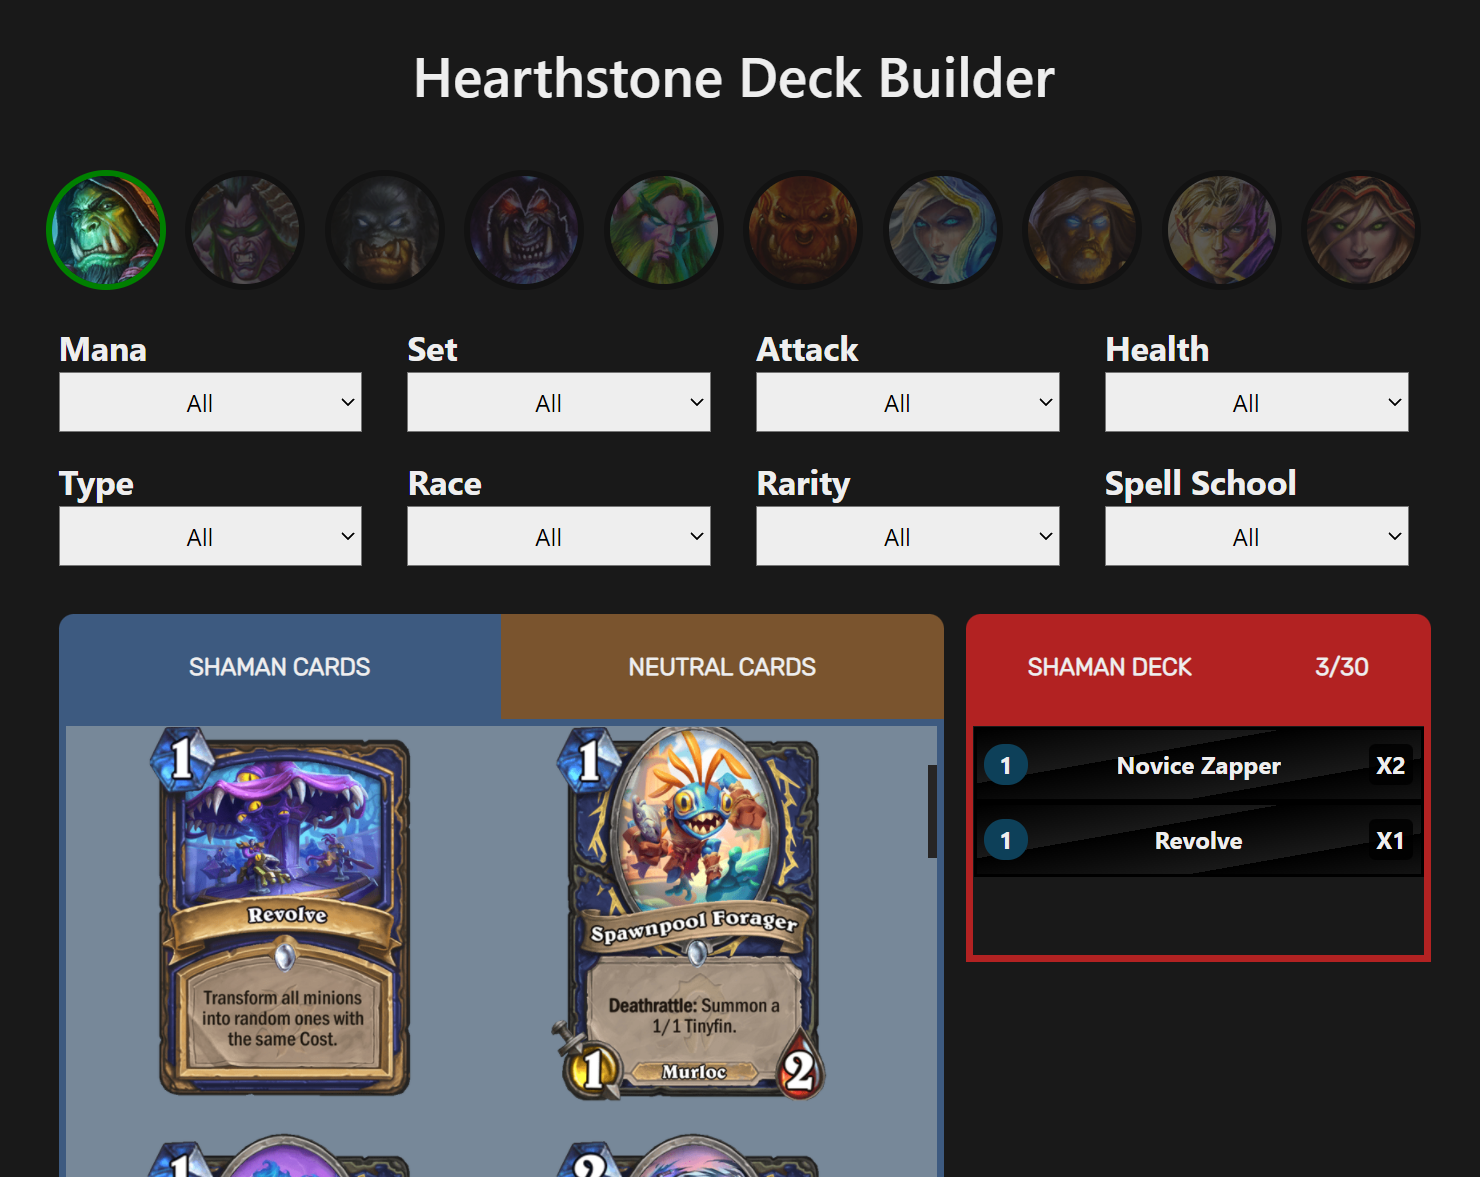 Hearthstone Deck Builder
Mana Set Attack Health
All All All All
Type Race Rarity Spell School
All All All All
SHAMAN CARDS NEUTRAL CARDS
1
Revolve
Transform all minions
into random ones with
the same Cost.
1
Spawnpool Forager
Deathrattle: Summon a
1/1 Tinyfin.
1 Murloc 2
1
2
SHAMAN DECK 3/30
1 Novice Zapper X2
1 Revolve X1